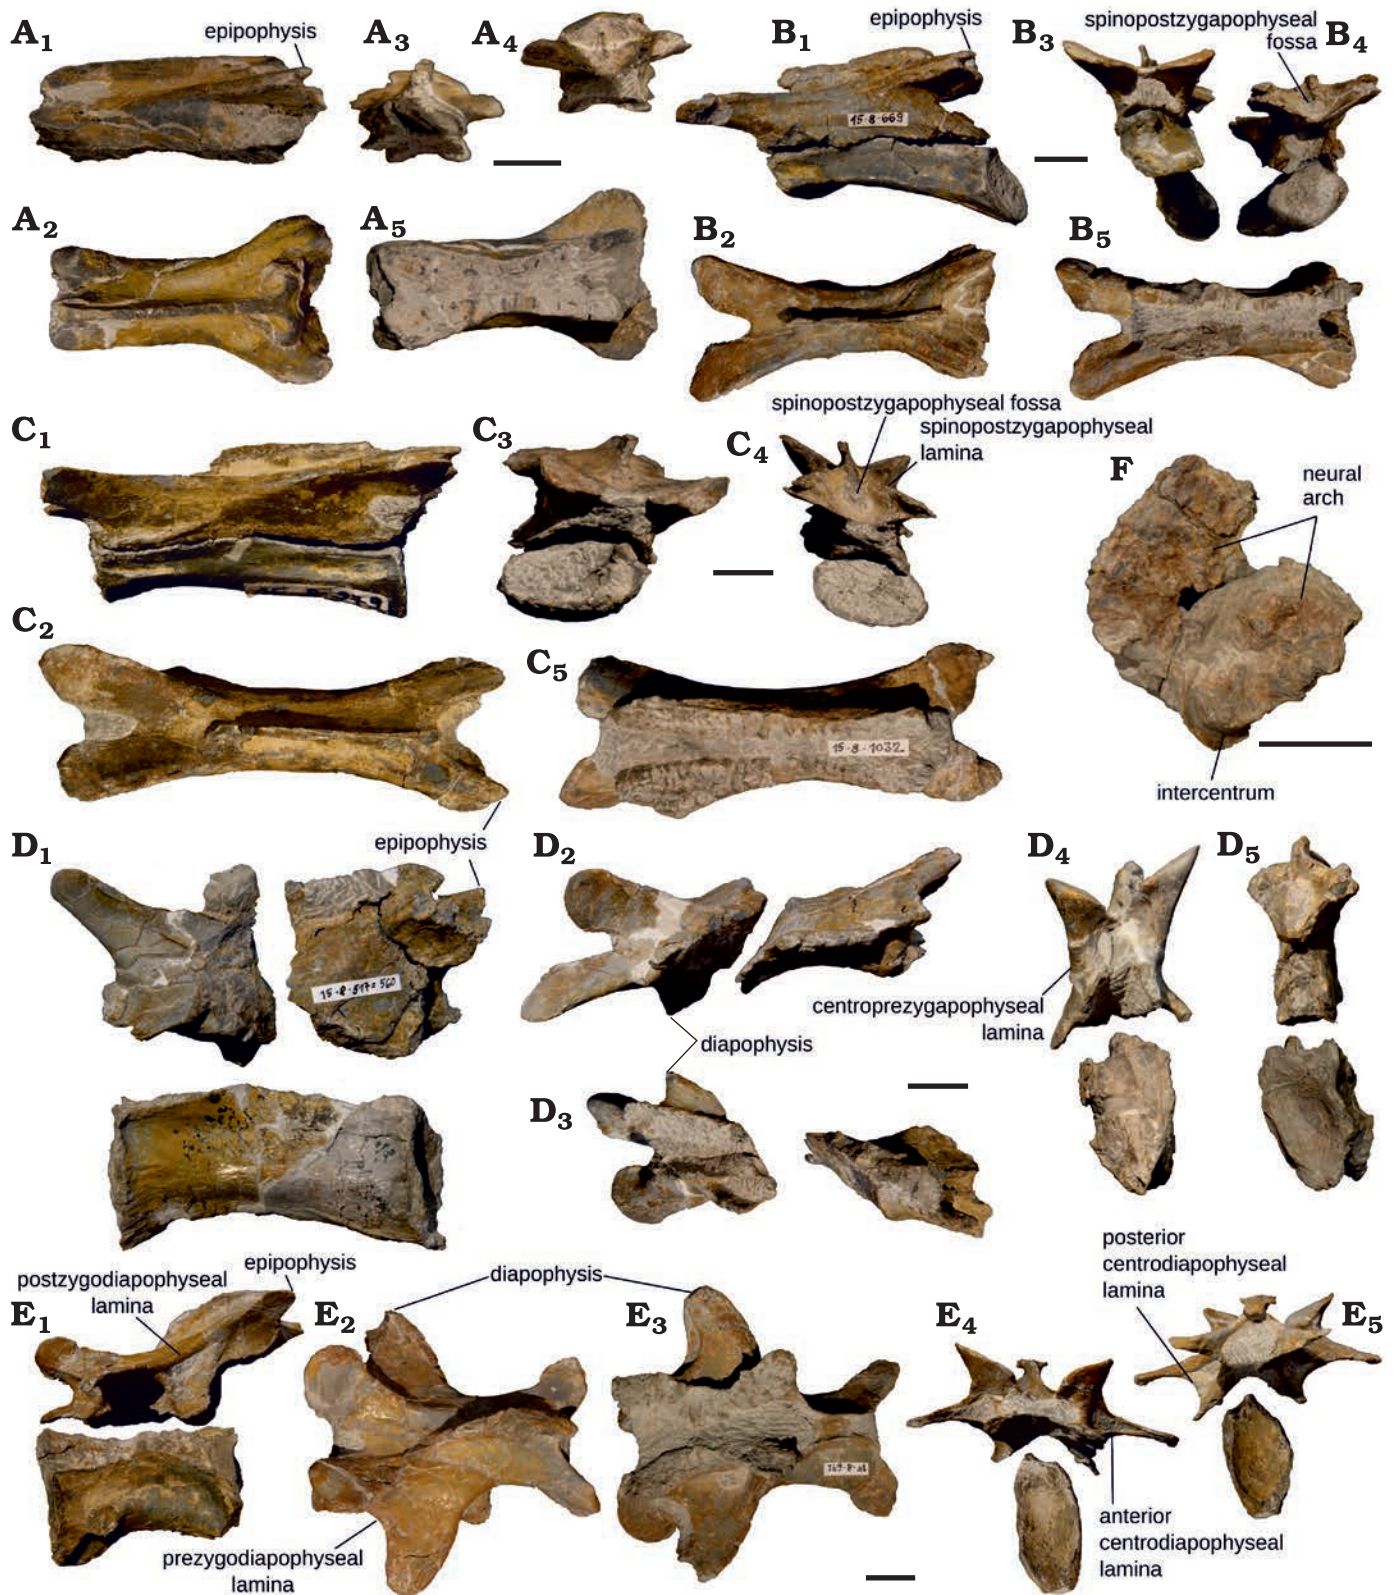 A1
epipophysis
A3
A4
B1
epipophysis
B3
spinopostzygapophyseal
fossa
B4
15·8·669
A2
A5
B2
B5
C1
C3
spinopostzygapophyseal fossa
spinopostzygapophyseal
lamina
C4
F
neural
arch
intercentrum
C2
C5
15·8·1032
epipophysis
D1
15·8·517=560
D2
diapophysis
centroprezygapophyseal
lamina
D4
D5
D3
postzygodiapophyseal
lamina
epipophysis
E1
E2
diapophysis
E3
E4
posterior
centrodiapophyseal
lamina
E5
prezygodiapophyseal
lamina
anterior
centrodiapophyseal
lamina